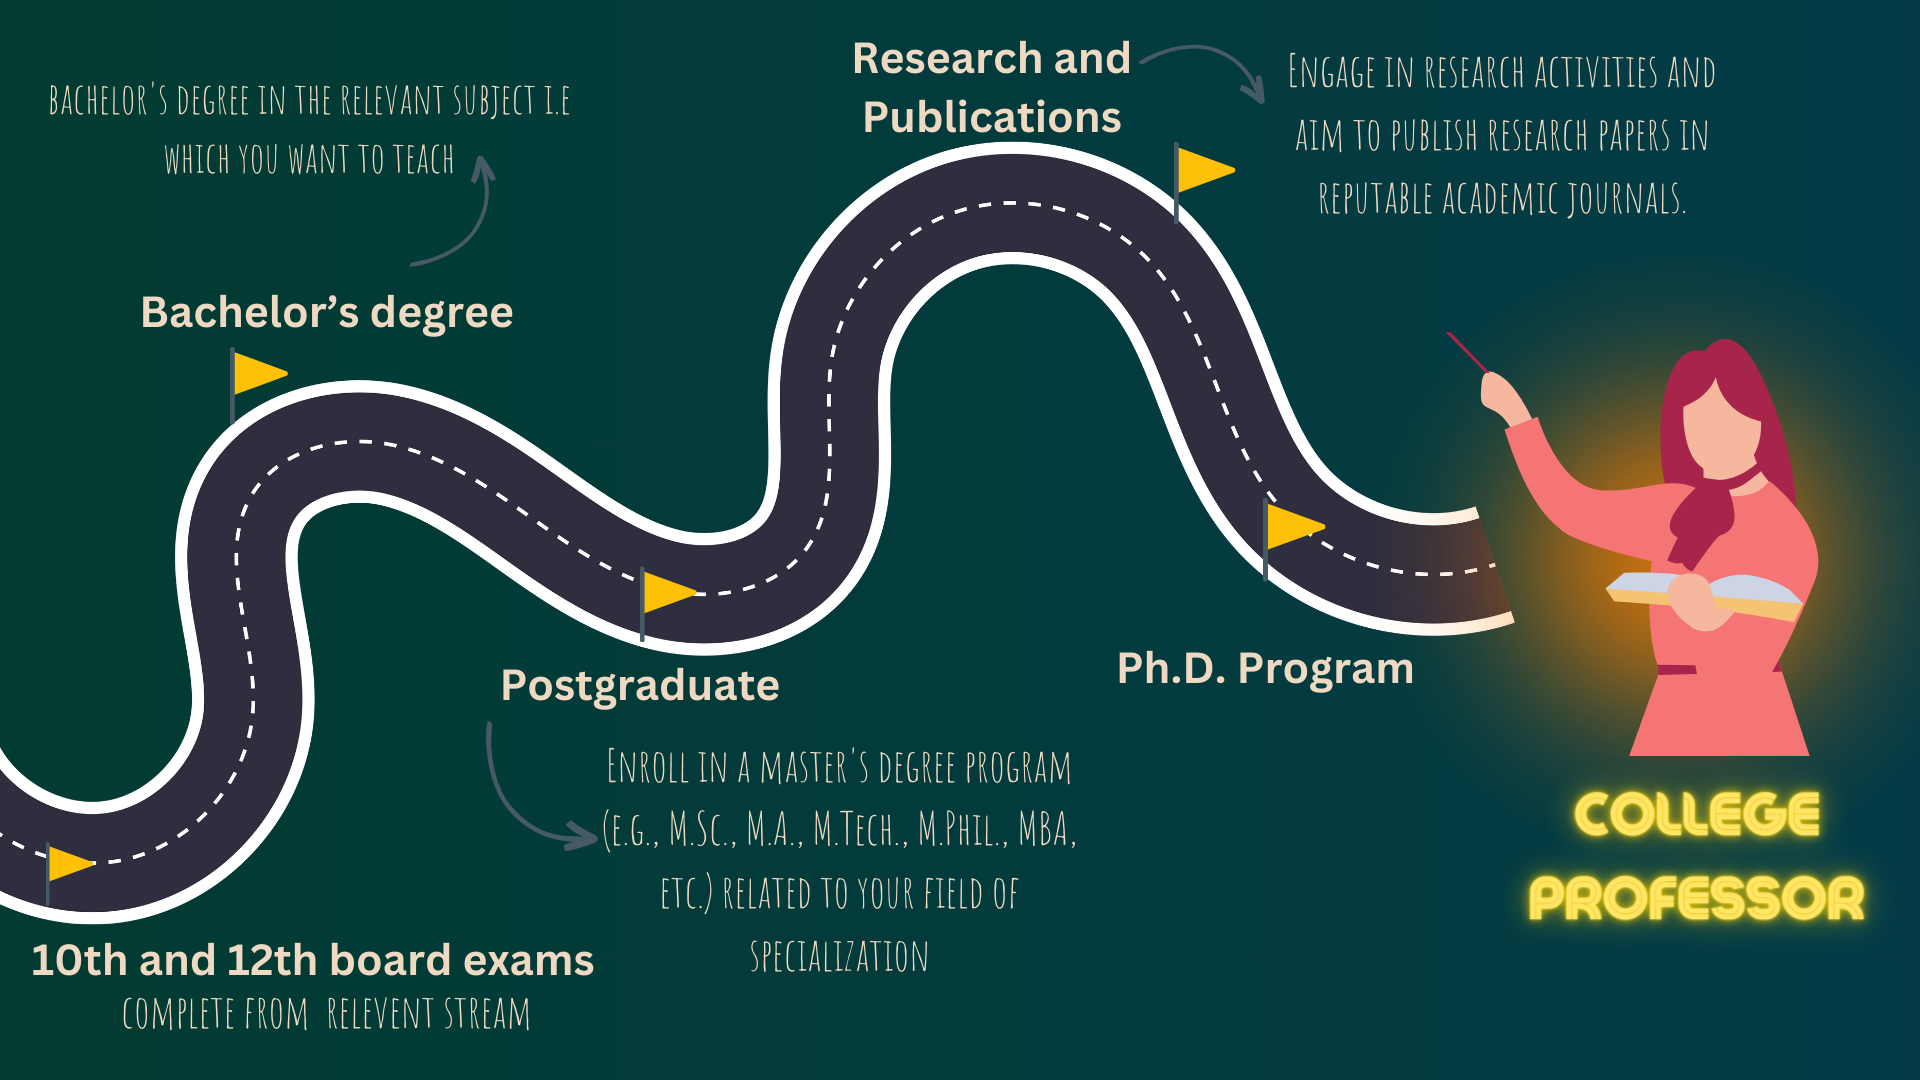 Research and
Publications
Engage in research activities and
aim to publish research papers in
reputable academic journals.
bachelor's degree in the relevant subject i.e
which you want to teach
Bachelor’s degree
Postgraduate
Enroll in a master's degree program
(e.g., M.Sc., M.A., M.Tech., M.Phil., MBA,
etc.) related to your field of
specialization
Ph.D. Program
COLLEGE
PROFESSOR
10th and 12th board exams
complete from relevent stream